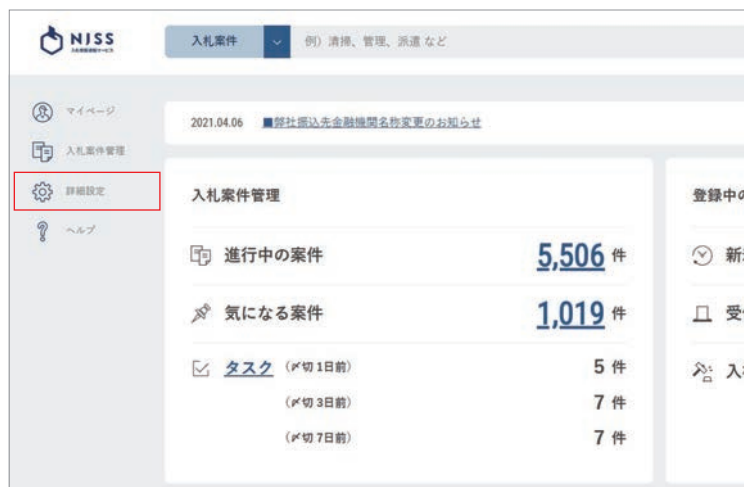 NJSS
入札案件
例）清掃、管理、派遣 など
マイページ
入札案件管理
詳細設定
ヘルプ
2021.04.06 ■弊社振込先金融機関名称変更のお知らせ
入札案件管理
進行中の案件 5,506 件
気になる案件 1,019 件
タスク （〆切 1日前） 5 件
（〆切 3日前） 7 件
（〆切 7日前） 7 件
登録中の
新
受
入